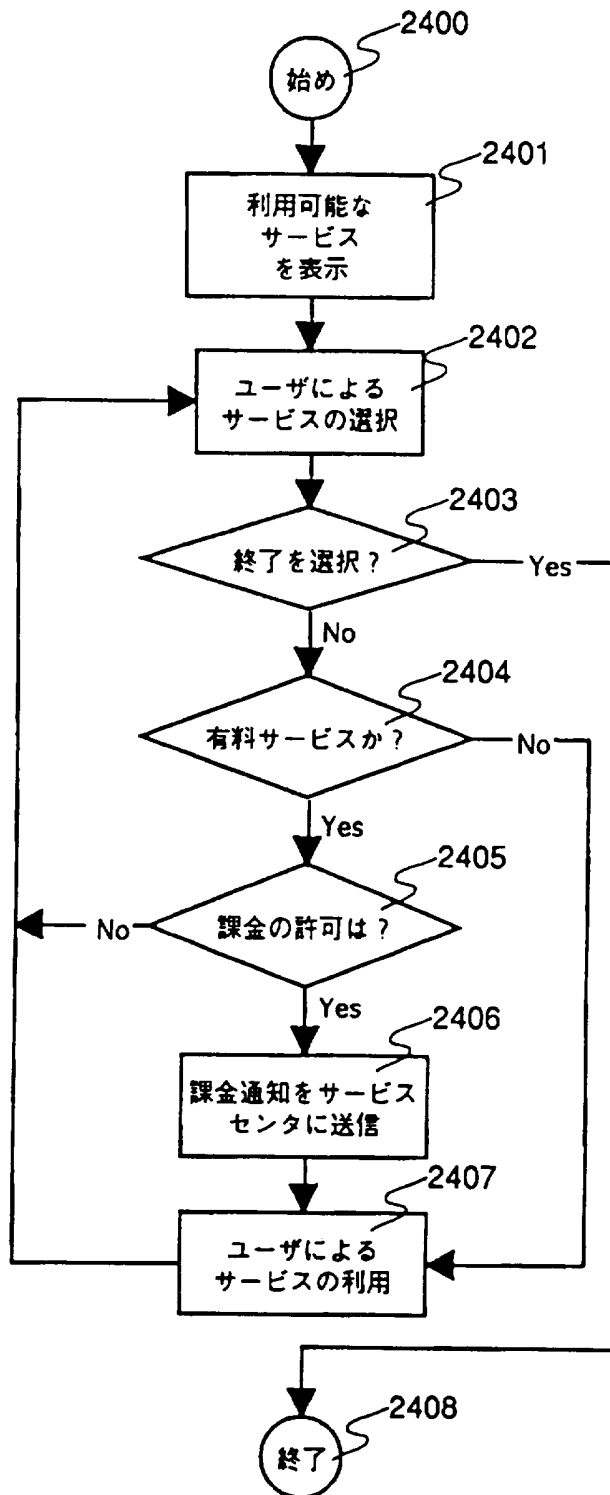 2400
始め
2401
利用可能な
サービス
を表示
2402
ユーザによる
サービスの選択
2403
終了を選択？
Yes
No
2404
有料サービスか？
No
Yes
2405
課金の許可は？
No
Yes
2406
課金通知をサービス
センタに送信
2407
ユーザによる
サービスの利用
2408
終了